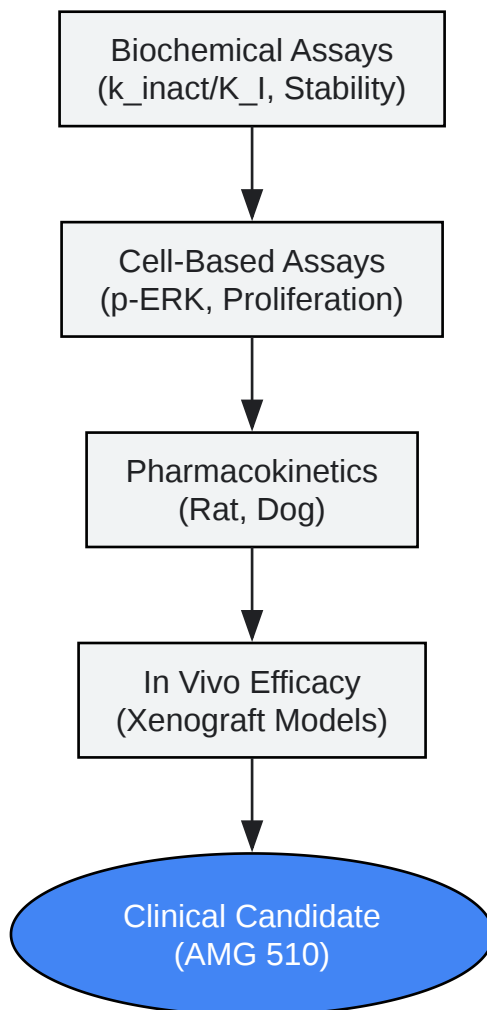 Biochemical Assays
(k_inact/K_I, Stability)
Cell-Based Assays
(p-ERK, Proliferation)
Pharmacokinetics
(Rat, Dog)
In Vivo Efficacy
(Xenograft Models)
Clinical Candidate
(AMG 510)